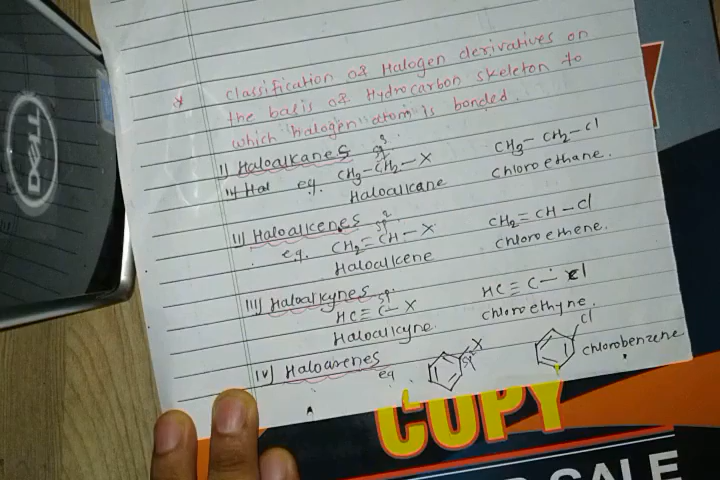 * classification of Halogen derivatives on
the basis of Hydrocarbon skeleton to
which halogen atom is bonded.
i) Haloalkanes
sp3
eg. CH3-CH2-X CH3-CH2-cl
Haloalkane chloroethane.
ii) Haloalkenes
sp2
eg. CH2=CH-X CH2=CH-cl
Haloalkene chloroethene.
iii) Haloalkynes
sp
HC≡C-X HC≡C-cl
Haloalkyne chloroethyne.
iv) Haloarenes
eg. X sp2 cl chlorobenzene
DELL
COPY
SALE